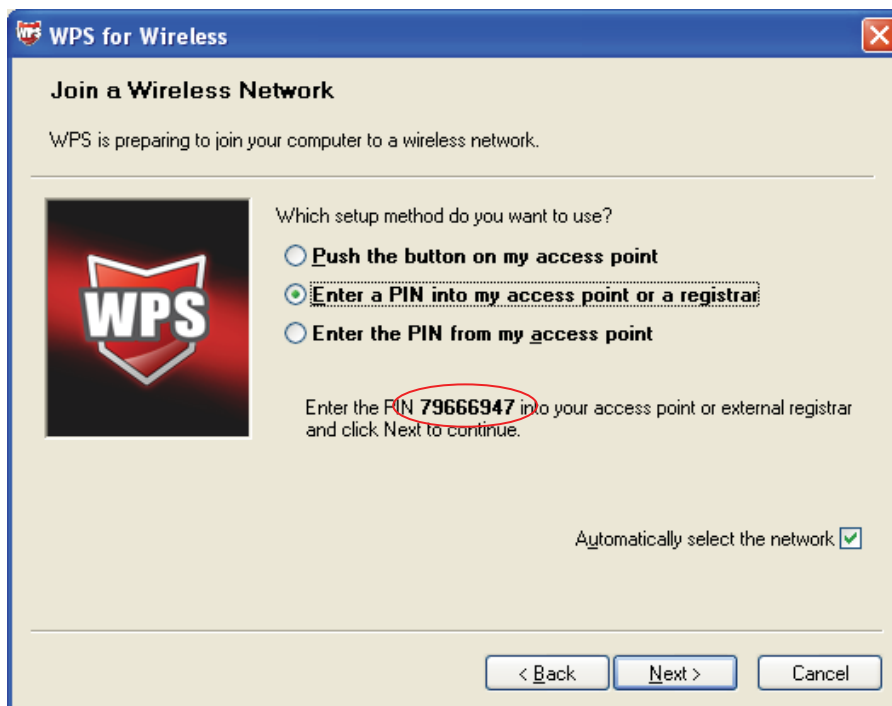 WPS for Wireless
Join a Wireless Network
WPS is preparing to join your computer to a wireless network.
WPS
Which setup method do you want to use?
Push the button on my access point
Enter a PIN into my access point or a registrar
Enter the PIN from my access point
Enter the PIN 79666947 into your access point or external registrar
and click Next to continue.
Automatically select the network
< Back
Next >
Cancel